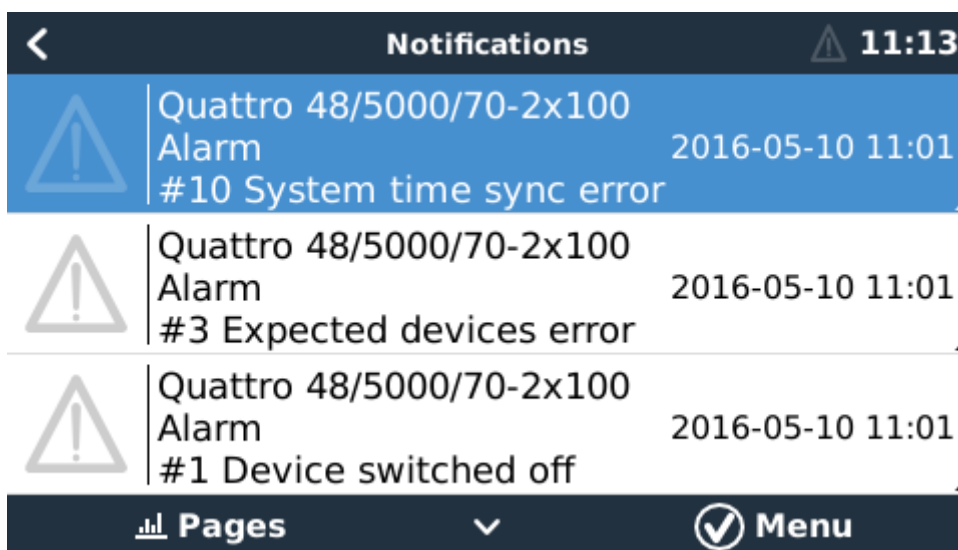 Notifications
11:13
Quattro 48/5000/70-2x100
Alarm
2016-05-10 11:01
#10 System time sync error
Quattro 48/5000/70-2x100
Alarm
2016-05-10 11:01
#3 Expected devices error
Quattro 48/5000/70-2x100
Alarm
2016-05-10 11:01
#1 Device switched off
Pages
Menu